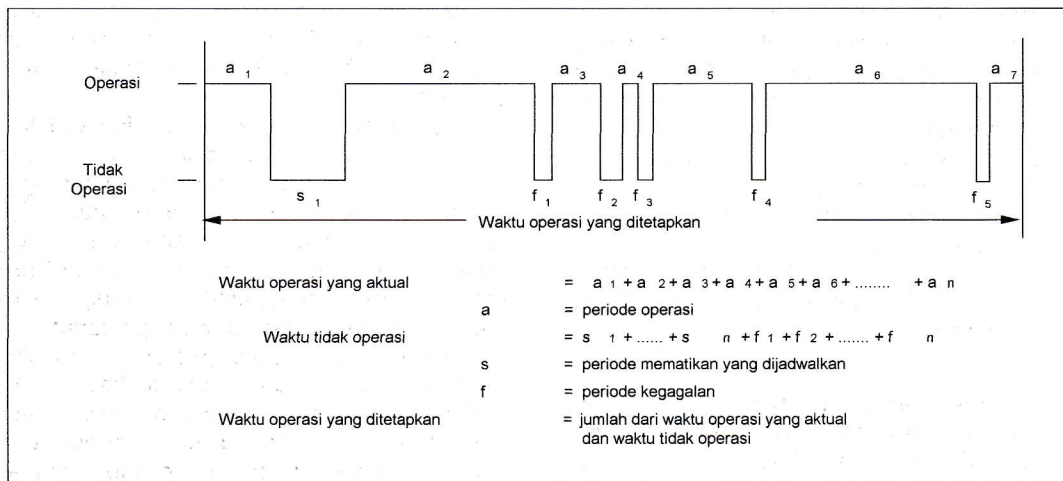 a 1 a 2 a 3 a 4 a 5 a 6 a 7
Operasi
Tidak
Operasi
s 1 f 1 f 2 f 3 f 4 f 5
Waktu operasi yang ditetapkan
Waktu operasi yang aktual = a 1 + a 2 + a 3 + a 4 + a 5 + a 6 + ........ + a n
a = periode operasi
Waktu tidak operasi = s 1 + ...... + s n + f 1 + f 2 + ....... + f n
s = periode mematikan yang dijadwalkan
f = periode kegagalan
Waktu operasi yang ditetapkan = jumlah dari waktu operasi yang aktual
dan waktu tidak operasi